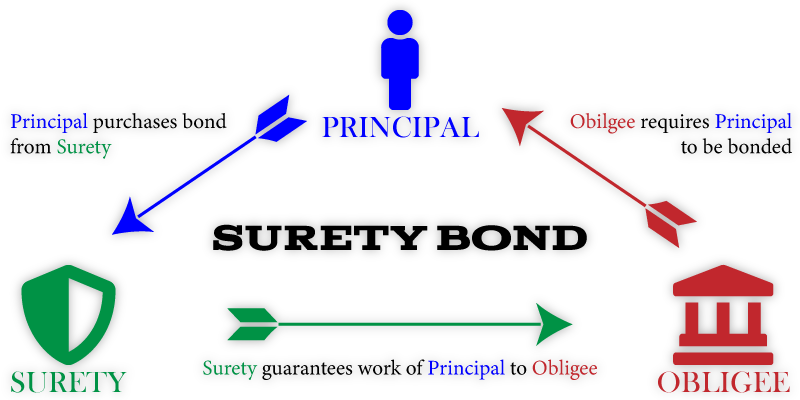 PRINCIPAL
Principal purchases bond
from Surety
Obilgee requires Principal
to be bonded
SURETY BOND
SURETY
Surety guarantees work of Principal to Obligee
OBLIGEE